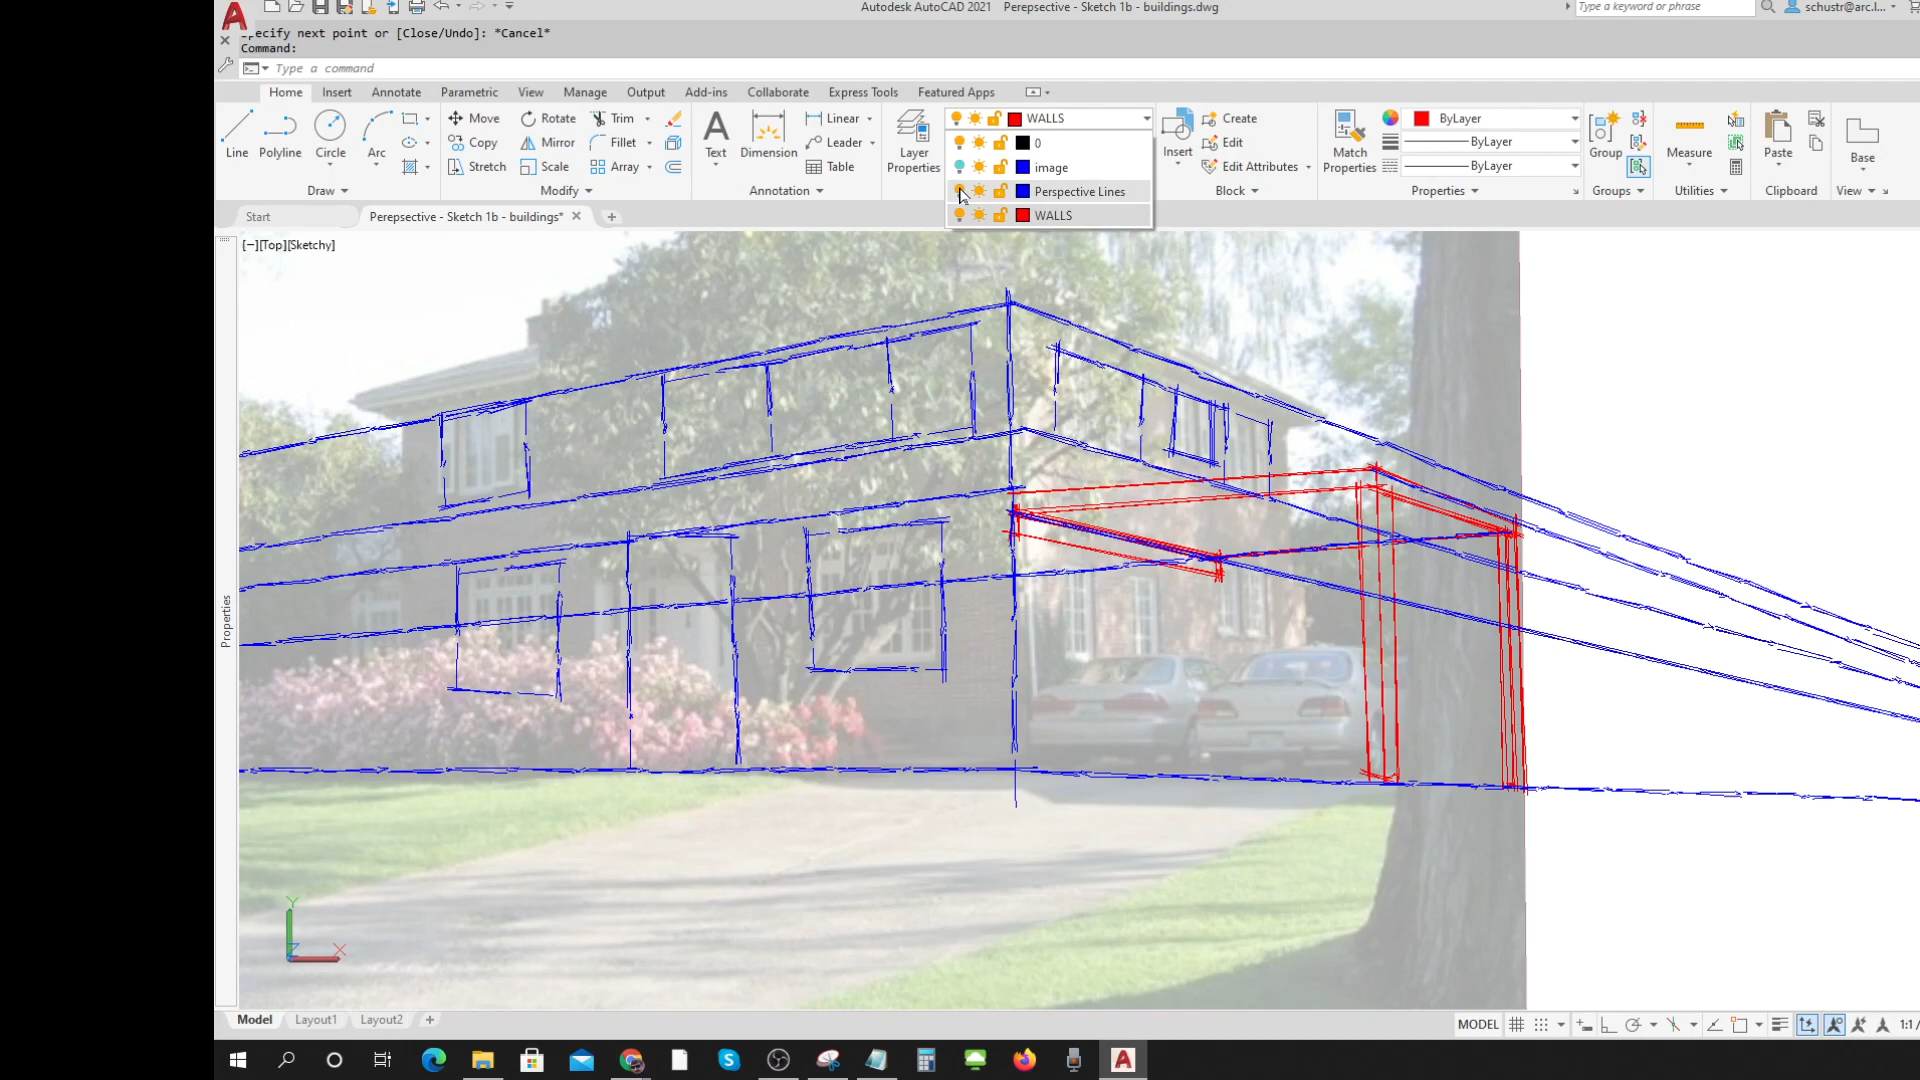 Autodesk AutoCAD 2021 Perepsective - Sketch 1b - buildings.dwg
Type a keyword or phrase
schustr@arc.l...
Specify next point or [Close/Undo]: *Cancel*
Command:
Type a command
Home Insert Annotate Parametric View Manage Output Add-ins Collaborate Express Tools Featured Apps
Line Polyline Circle Arc
Draw
Move Rotate Trim
Copy Mirror Fillet
Stretch Scale Array
Modify
Text Dimension
Linear
Leader
Table
Annotation
Layer
Properties
WALLS
0
image
Perspective Lines
WALLS
Insert
Create
Edit
Edit Attributes
Block
Match
Properties
ByLayer
ByLayer
ByLayer
Properties
Group
Groups
Measure
Utilities
Paste
Clipboard
Base
View
Start Perepsective - Sketch 1b - buildings*
[−][Top][Sketchy]
Properties
Y
X
Z
Model Layout1 Layout2
MODEL
1:1 /